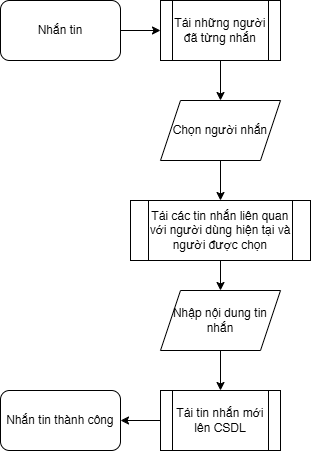 Nhắn tin
Tải những người
đã từng nhắn
Chọn người nhắn
Tải các tin nhắn liên quan
với người dùng hiện tại và
người được chọn
Nhập nội dung tin
nhắn
Tải tin nhắn mới
lên CSDL
Nhắn tin thành công